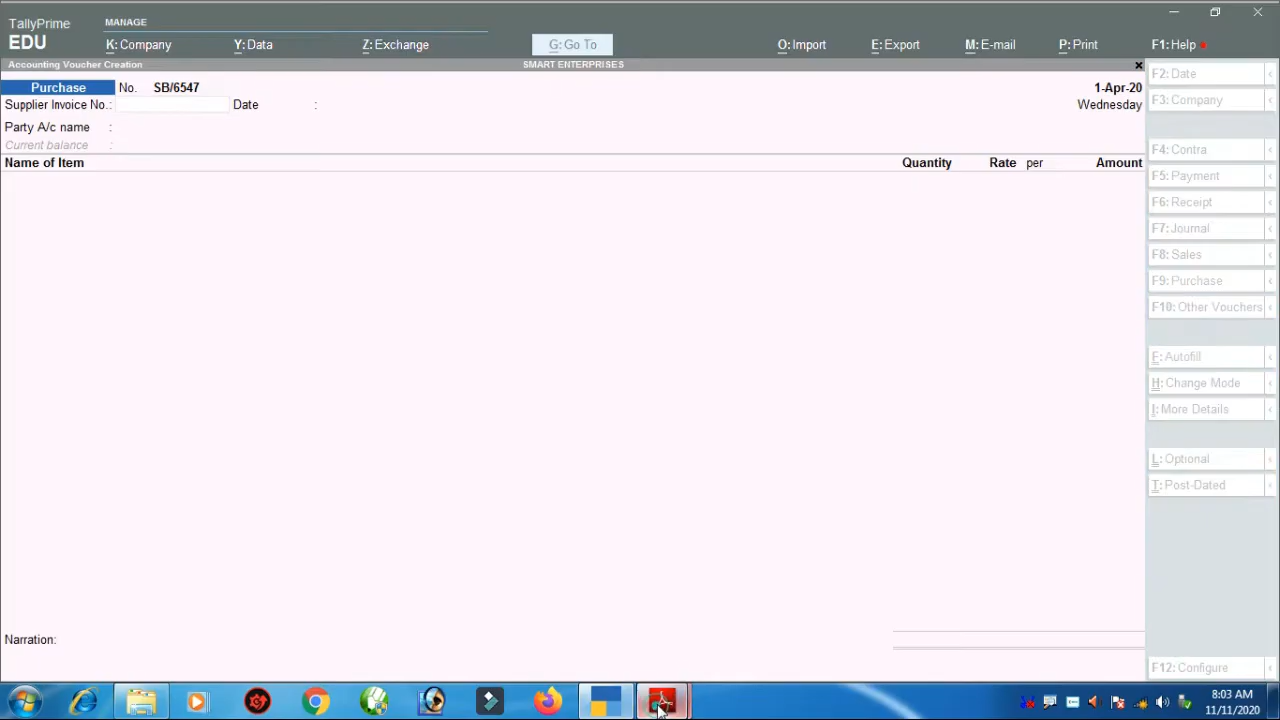 TallyPrime
EDU
MANAGE
K: Company
Y: Data
Z: Exchange
G: Go To
O: Import
E: Export
M: E-mail
P: Print
F1: Help
Accounting Voucher Creation
SMART ENTERPRISES
Purchase No. SB/6547
1-Apr-20
Supplier Invoice No.:
Date :
Wednesday
Party A/c name :
Current balance :
Name of Item
Quantity
Rate per
Amount
Narration:
F2: Date
F3: Company
F4: Contra
F5: Payment
F6: Receipt
F7: Journal
F8: Sales
F9: Purchase
F10: Other Vouchers
F: Autofill
H: Change Mode
I: More Details
L: Optional
T: Post-Dated
F12: Configure
8:03 AM
11/11/2020